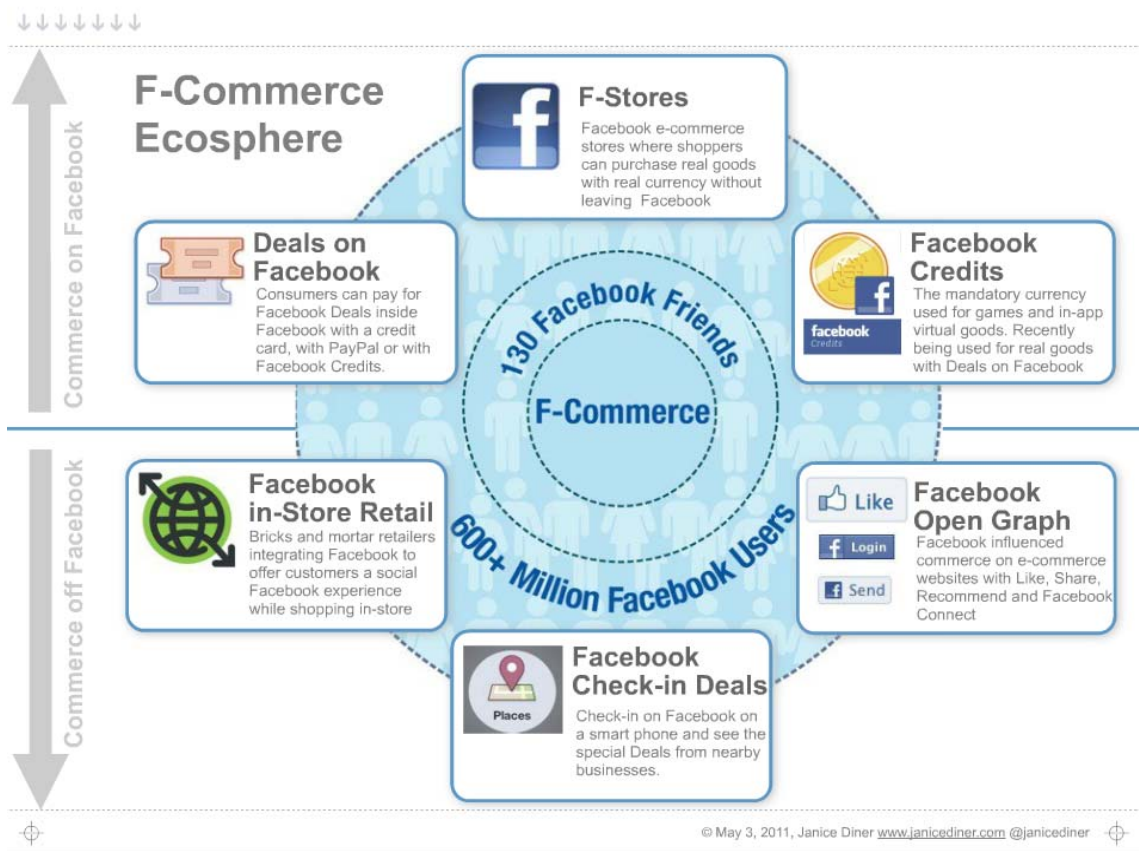 F-Commerce
Ecosphere
Commerce on Facebook
F-Stores
Facebook e-commerce
stores where shoppers
can purchase real goods
with real currency without
leaving Facebook
Deals on
Facebook
Consumers can pay for
Facebook Deals inside
Facebook with a credit
card, with PayPal or with
Facebook Credits.
facebook
Credits
Facebook
Credits
The mandatory currency
used for games and in-app
virtual goods. Recently
being used for real goods
with Deals on Facebook
130 Facebook Friends
F-Commerce
600+ Million Facebook Users
Commerce off Facebook
Facebook
in-Store Retail
Bricks and mortar retailers
integrating Facebook to
offer customers a social
Facebook experience
while shopping in-store
Like
Login
Send
Facebook
Open Graph
Facebook influenced
commerce on e-commerce
websites with Like, Share,
Recommend and Facebook
Connect
Places
Facebook
Check-in Deals
Check-in on Facebook on
a smart phone and see the
special Deals from nearby
businesses.
© May 3, 2011, Janice Diner www.janicediner.com @janicediner